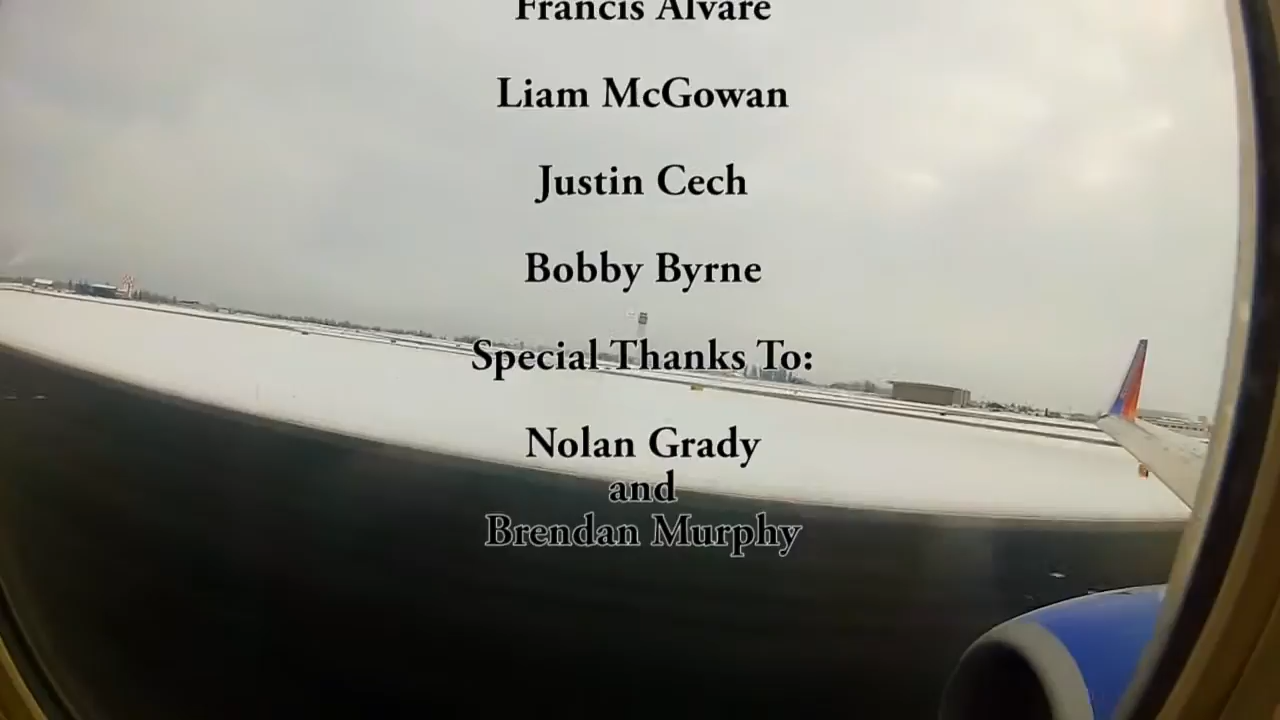 Francis Alvare
Liam McGowan
Justin Cech
Bobby Byrne
Special Thanks To:
Nolan Grady
and
Brendan Murphy